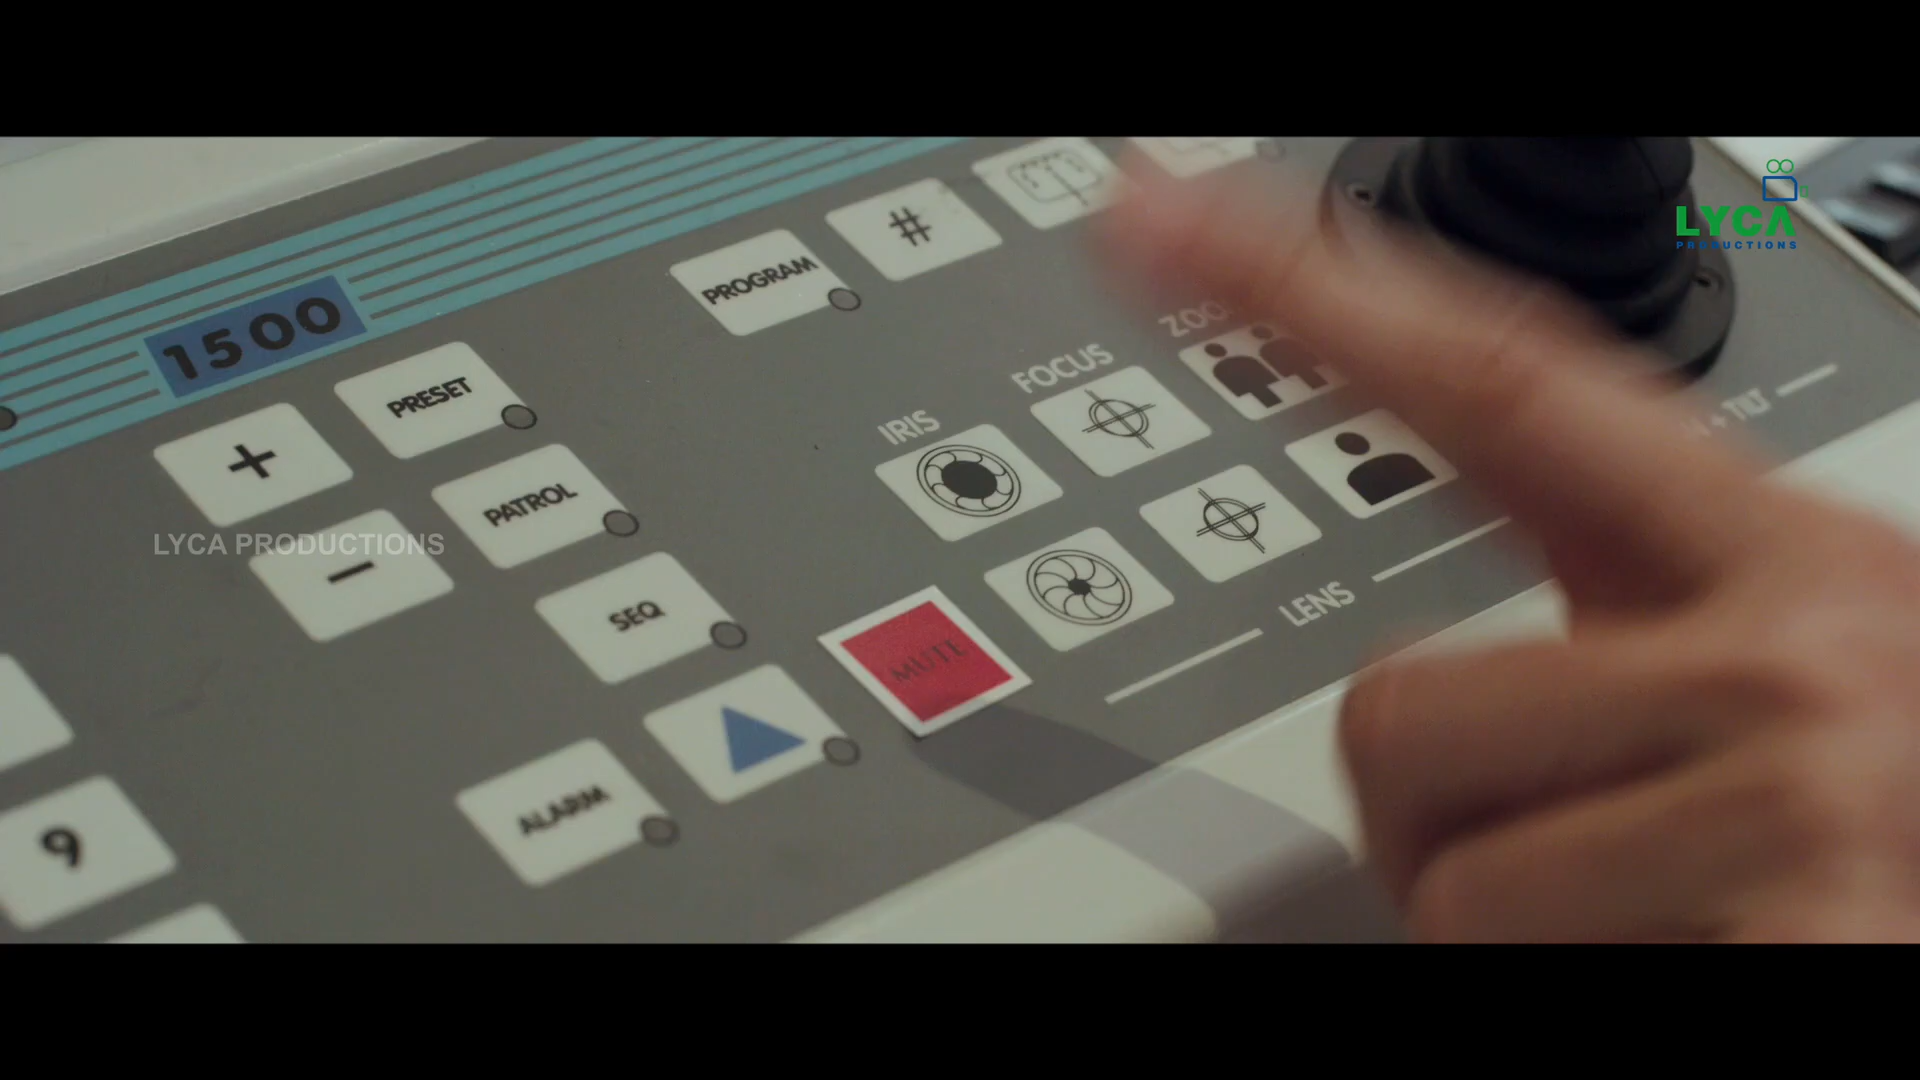 LYCA
PRODUCTIONS
#
PROGRAM
1500
PRESET
FOCUS
IRIS
+
PATROL
LYCA PRODUCTIONS
-
SEQ
LENS
MUTE
ALARM
9